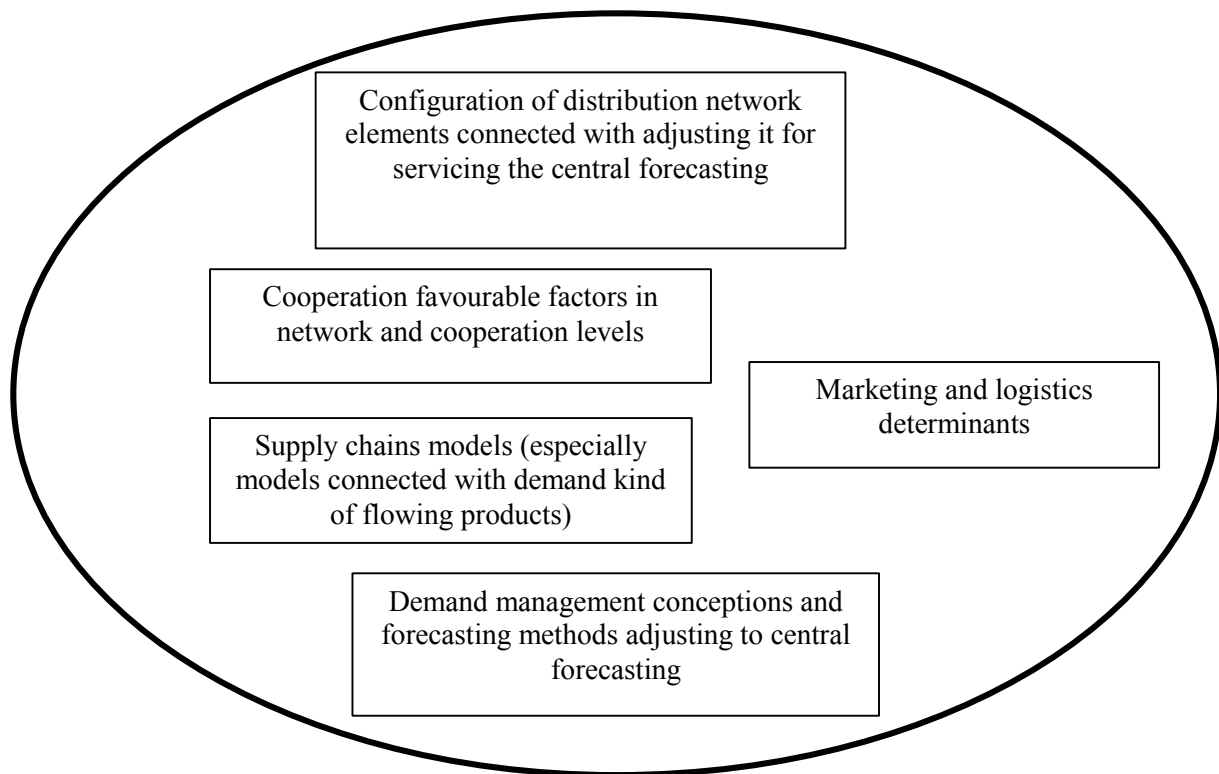 Configuration of distribution network
elements connected with adjusting it for
servicing the central forecasting
Cooperation favourable factors in
network and cooperation levels
Marketing and logistics
determinants
Supply chains models (especially
models connected with demand kind
of flowing products)
Demand management conceptions and
forecasting methods adjusting to central
forecasting